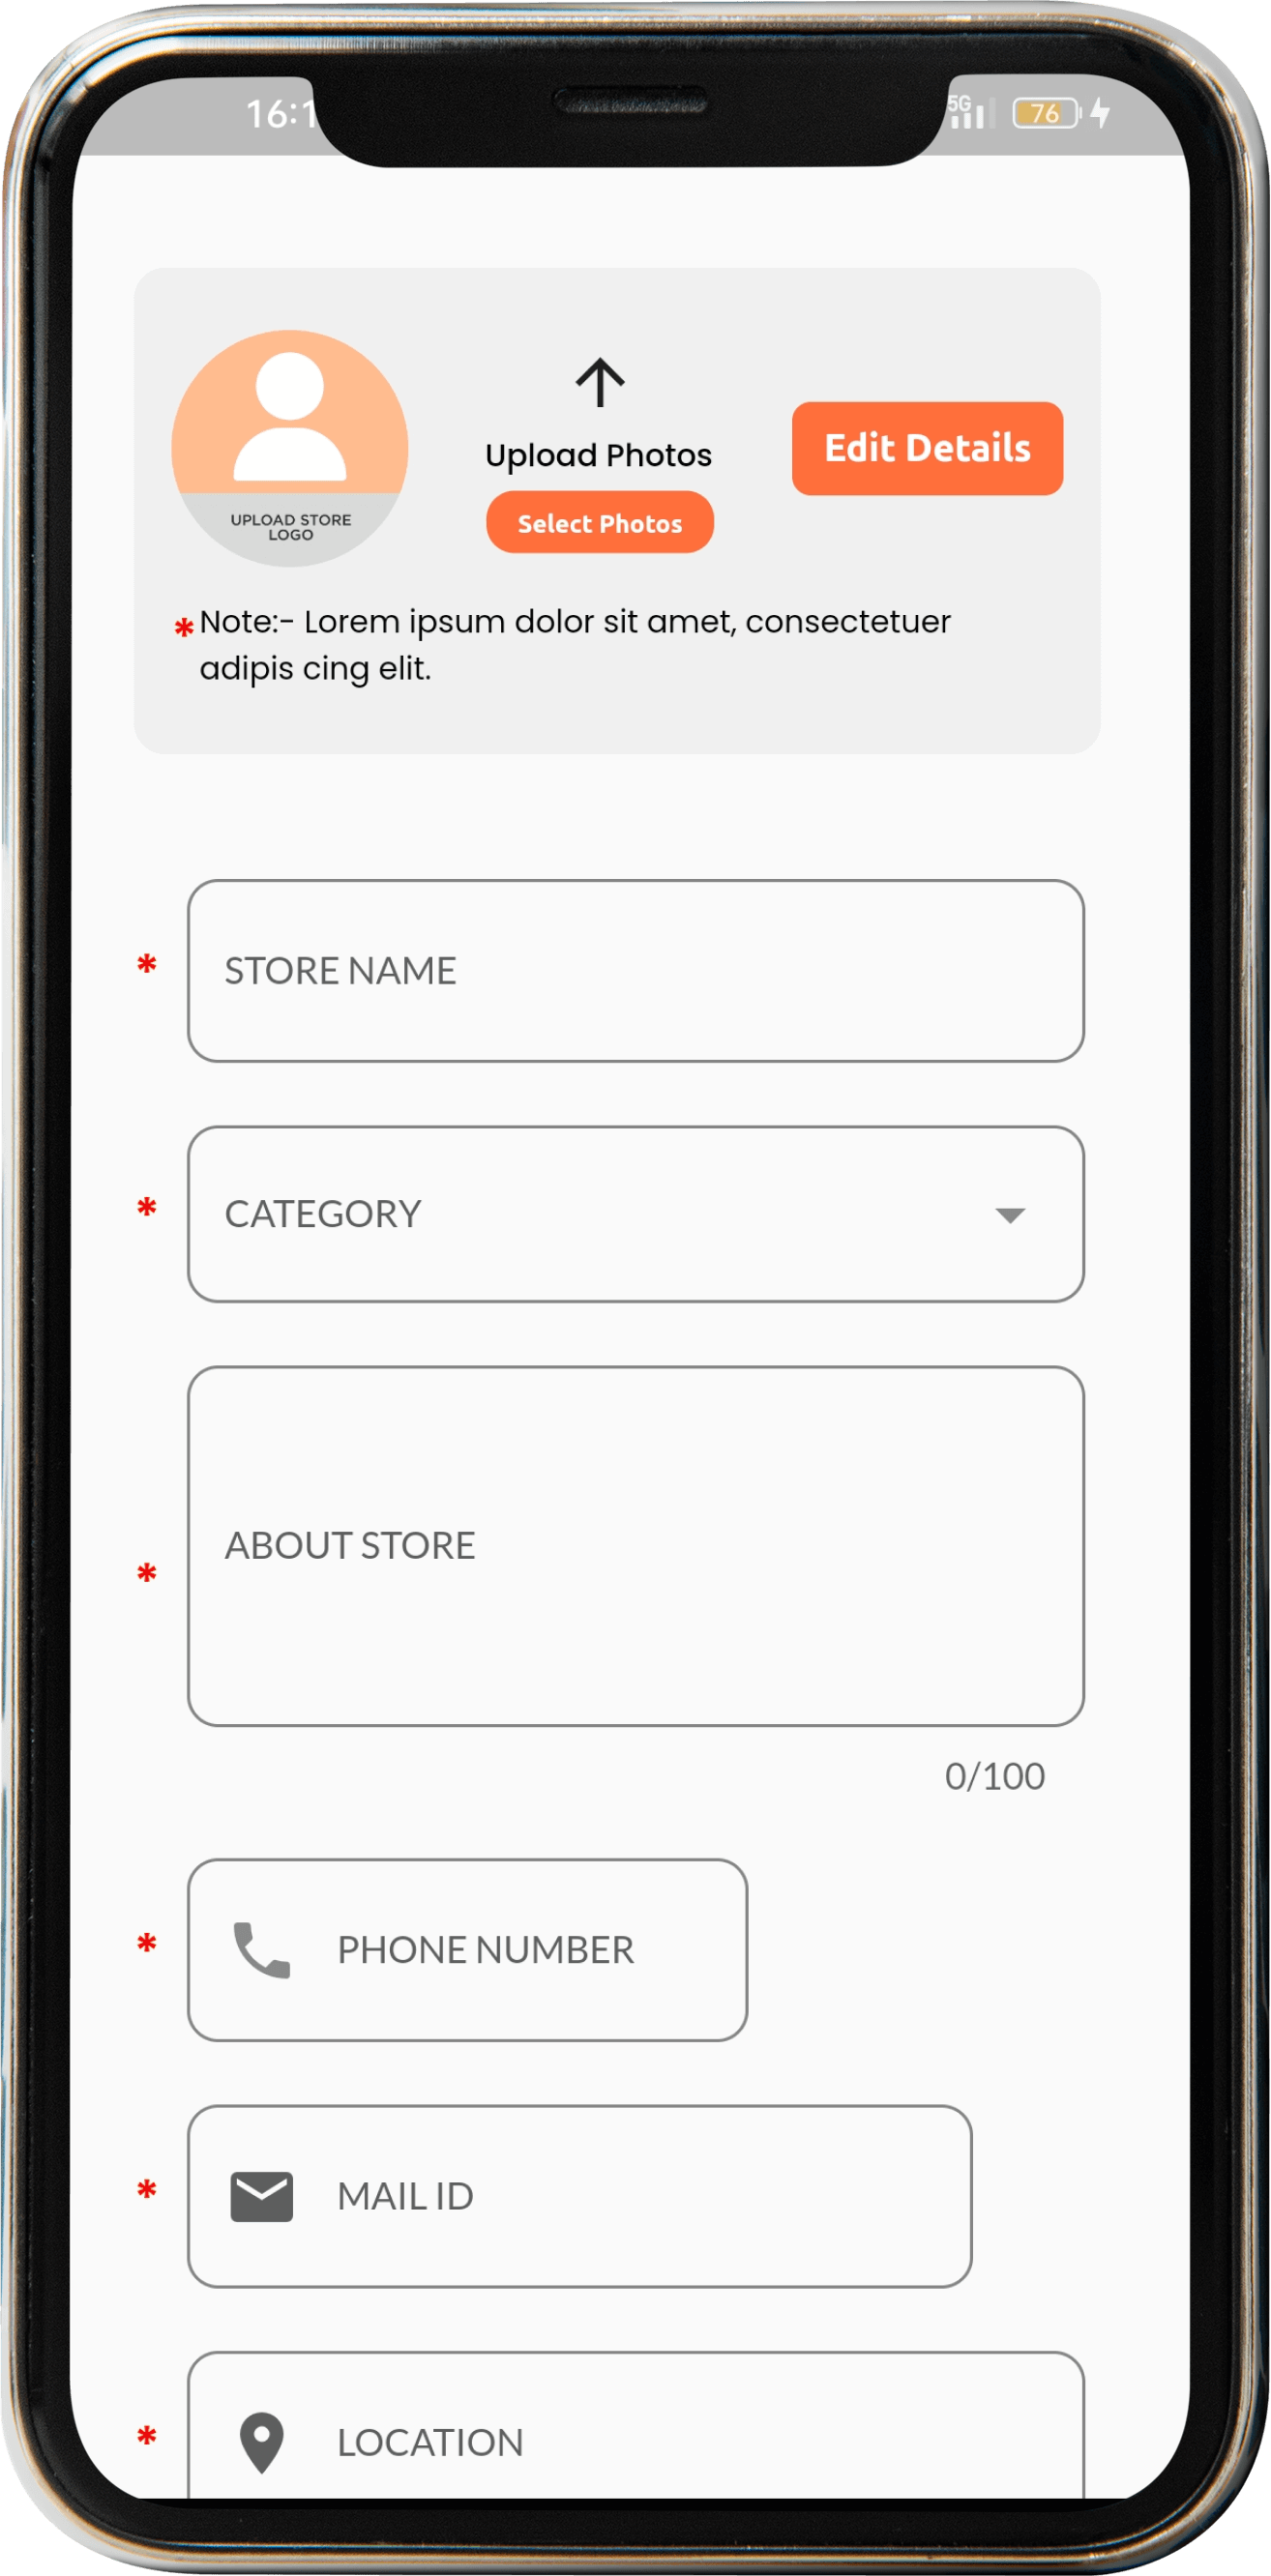 16:1
5G
76
Upload Photos
Edit Details
Select Photos
UPLOAD STORE
LOGO
*Note:- Lorem ipsum dolor sit amet, consectetuer
adipis cing elit.
* STORE NAME
* CATEGORY
* ABOUT STORE
0/100
* PHONE NUMBER
* MAIL ID
* LOCATION